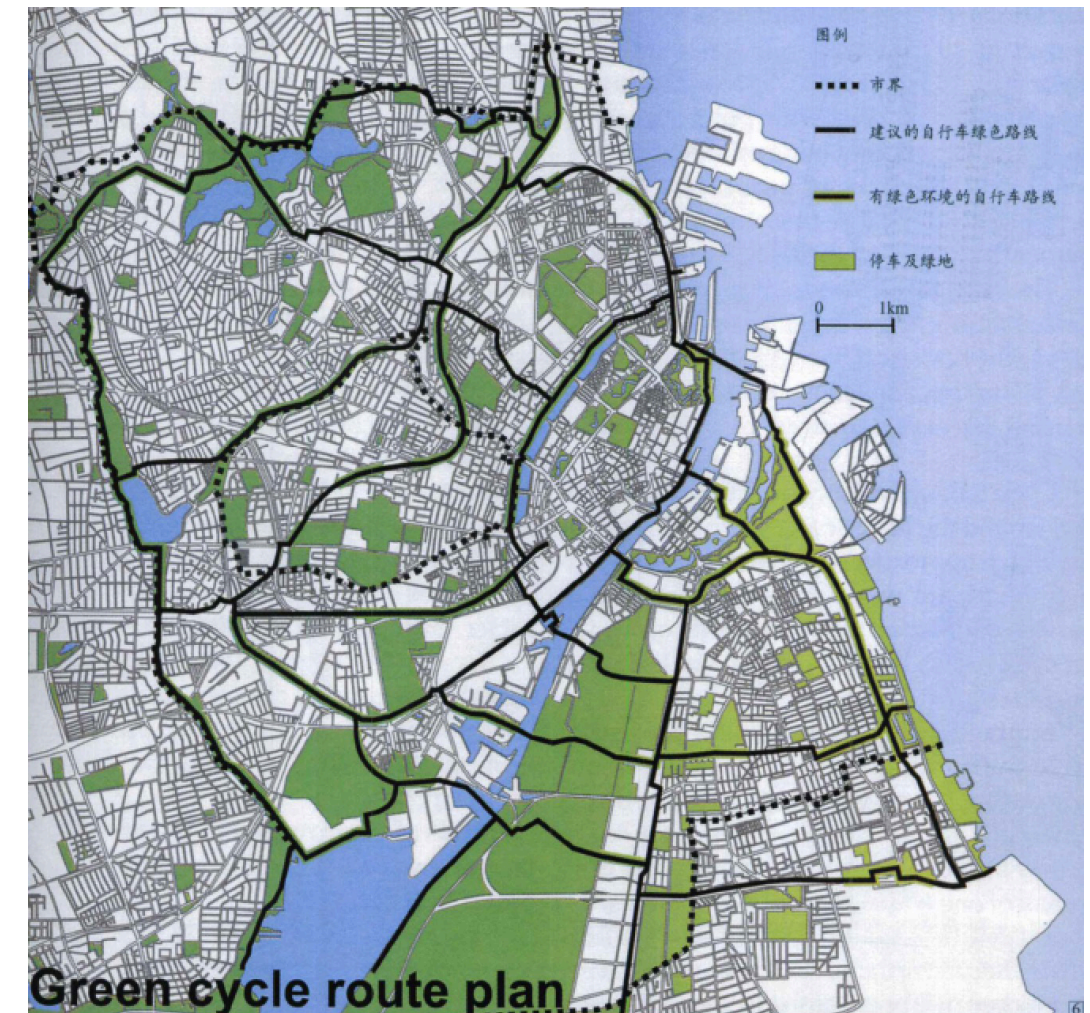 图例
市界
建议的自行车绿色路线
有绿色环境的自行车路线
停车及绿地
0 1km
Green cycle route plan
6